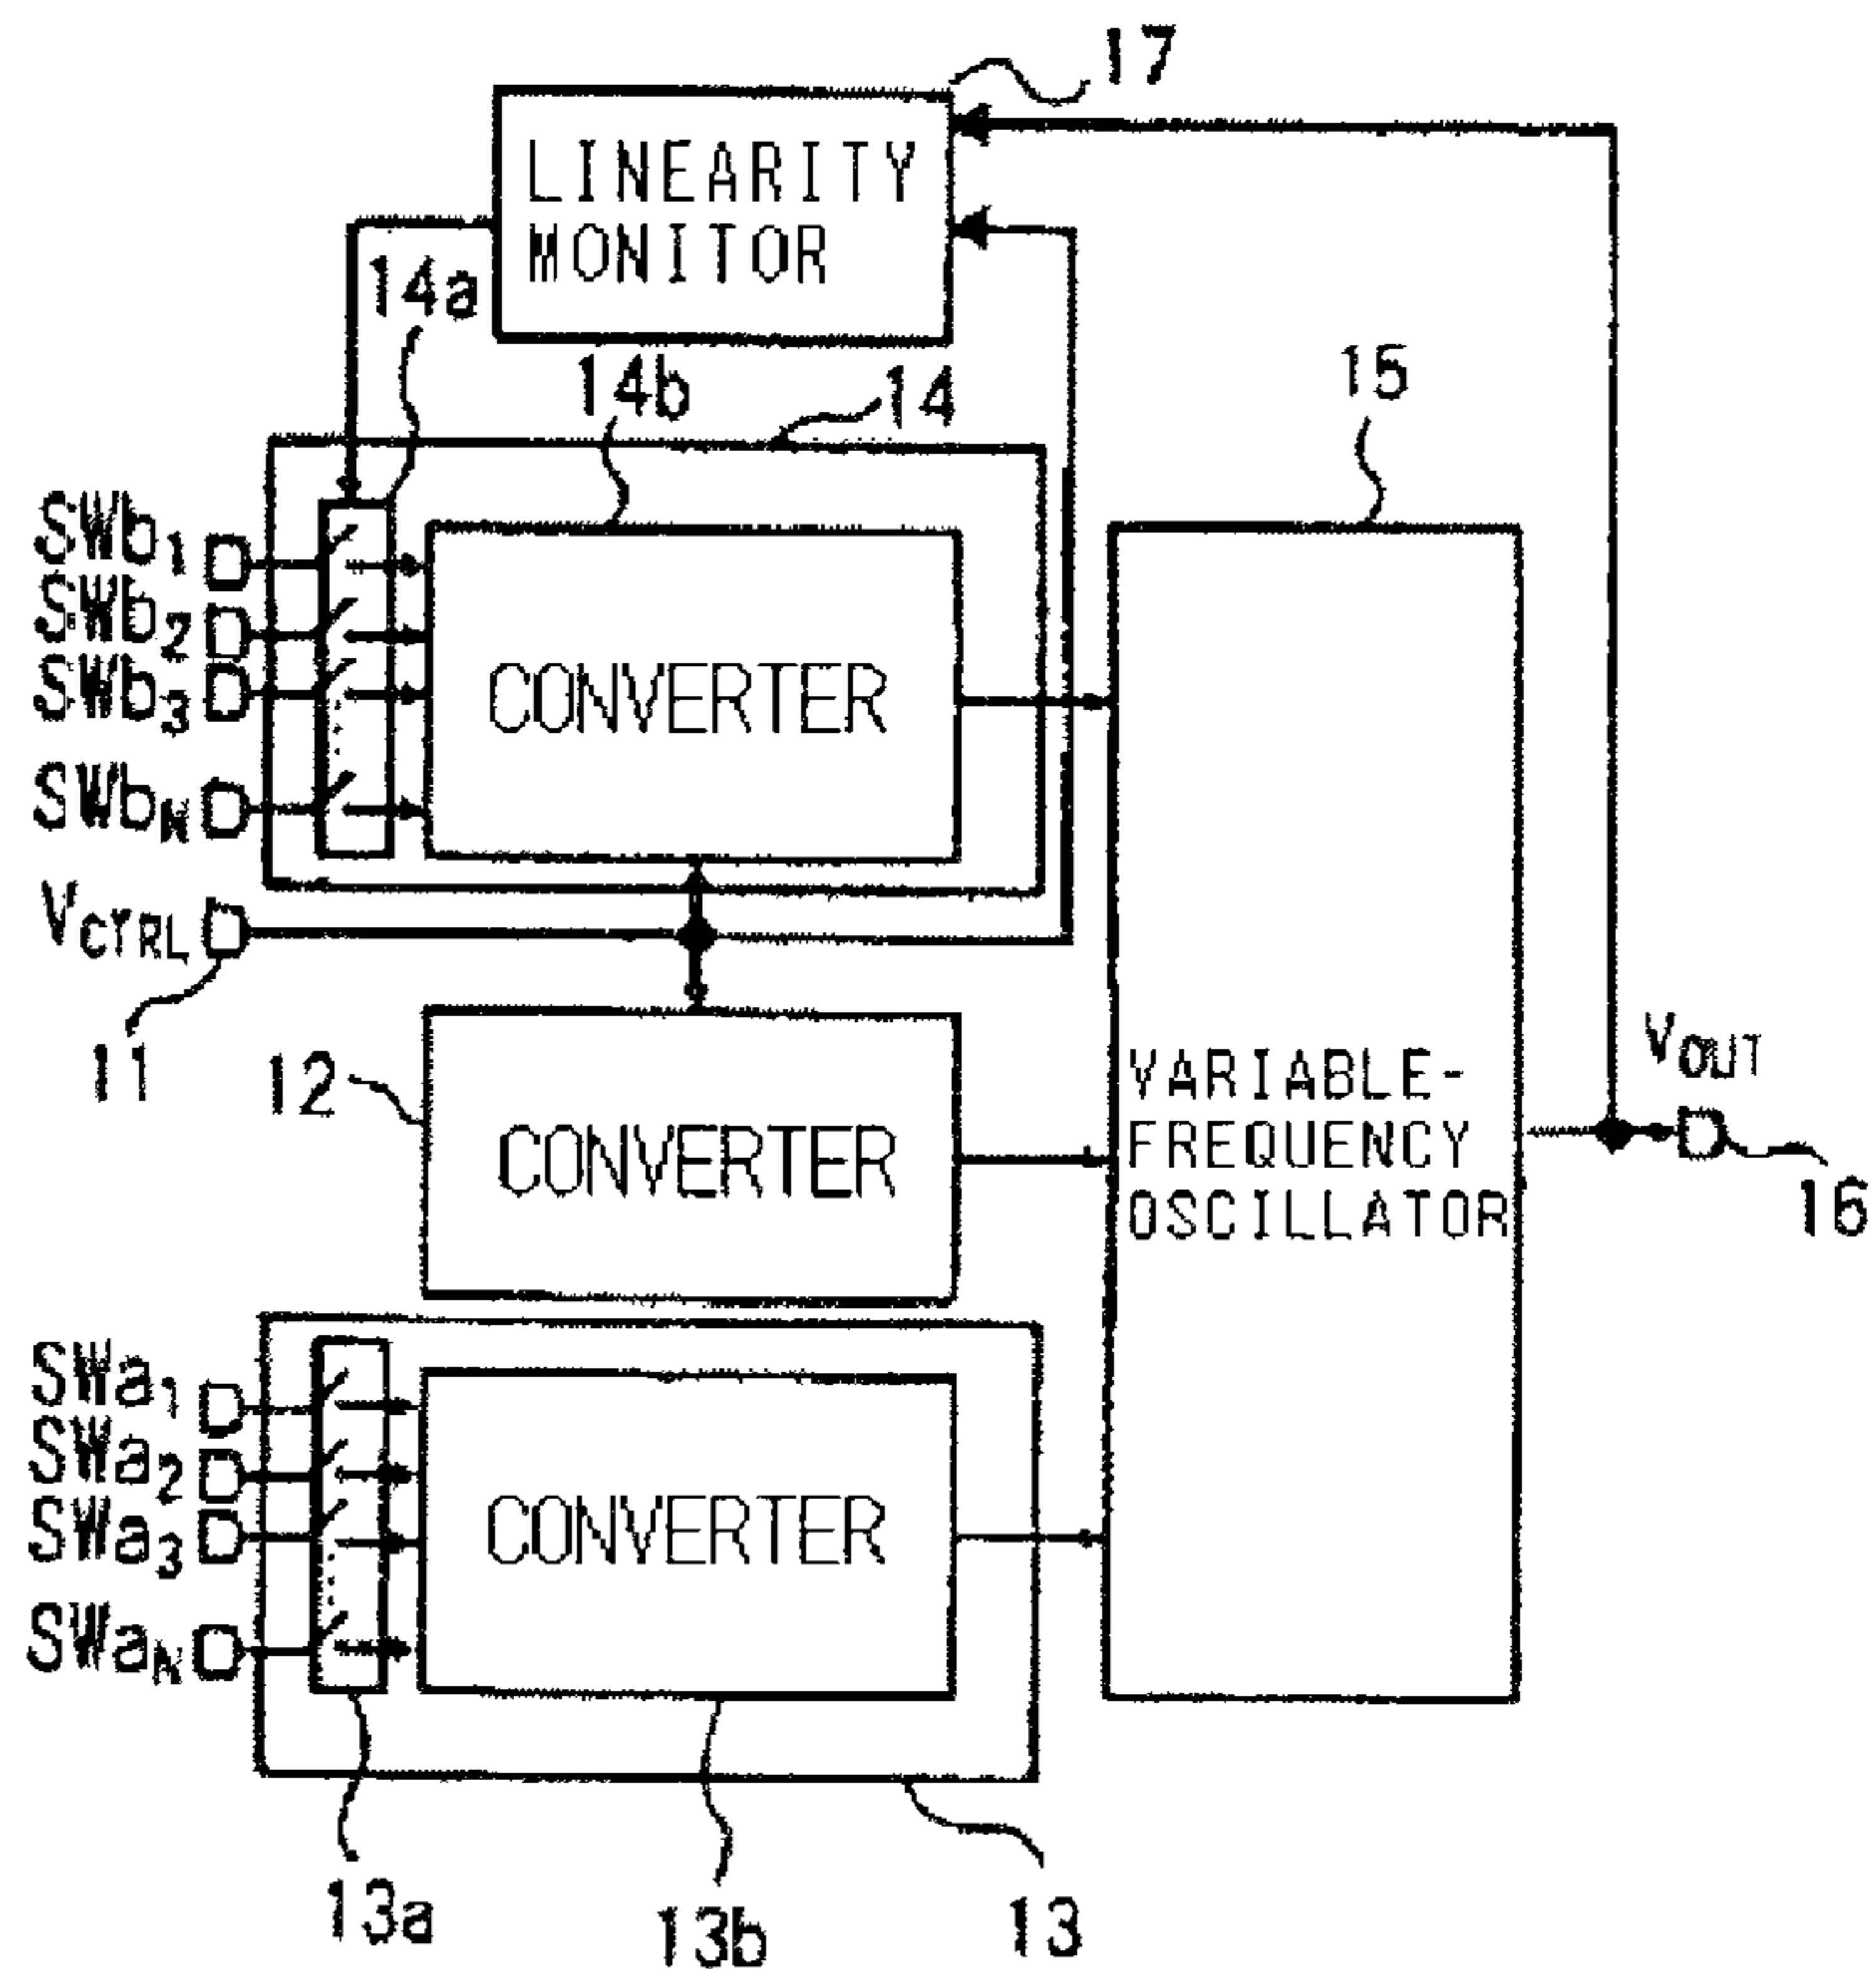 17
LINEARITY
MONITOR
14a
14b
14
15
SWb1
SWb2
SWb3
SWbN
CONVERTER
VCTRL
11
12
CONVERTER
VARIABLE-
FREQUENCY
OSCILLATOR
VOUT
16
SWa1
SWa2
SWa3
SWaN
CONVERTER
13a
13b
13